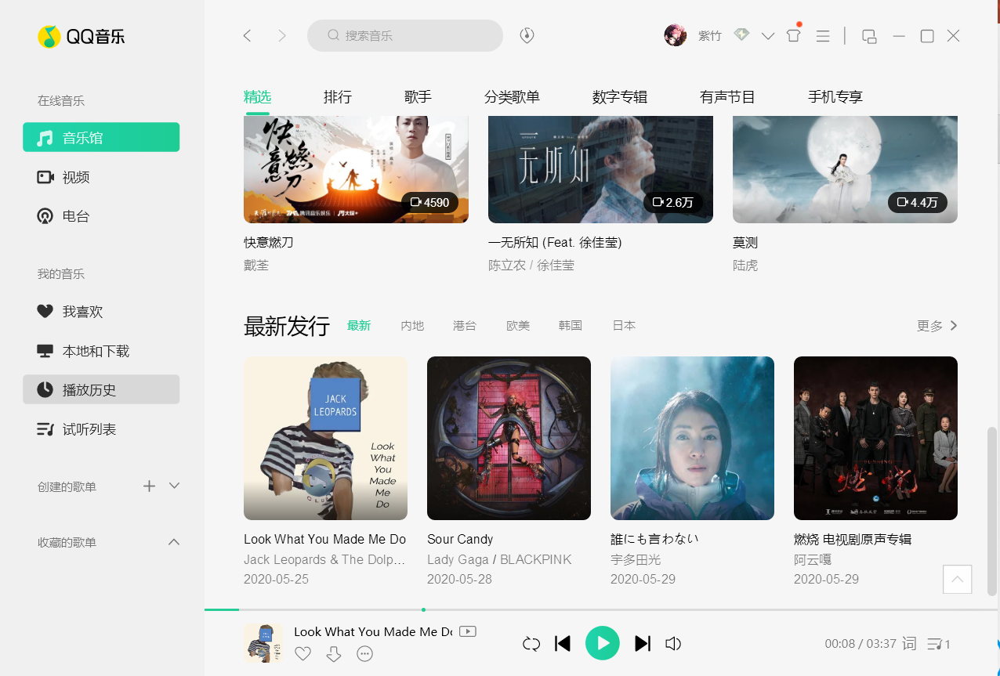 QQ音乐
搜索音乐
紫竹
在线音乐
音乐馆
视频
电台
我的音乐
我喜欢
本地和下载
播放历史
试听列表
创建的歌单
收藏的歌单
精选 排行 歌手 分类歌单 数字专辑 有声节目 手机专享
快意燃刀
4590
一无所知
2.6万
4.4万
快意燃刀
戴荃
一无所知 (Feat. 徐佳莹)
陈立农 / 徐佳莹
莫测
陆虎
最新发行 最新 内地 港台 欧美 韩国 日本 更多
JACK
LEOPARDS
Look
What
You
Made
Me
Do
燃烧
Look What You Made Me Do
Jack Leopards & The Dolp...
2020-05-25
Sour Candy
Lady Gaga / BLACKPINK
2020-05-28
誰にも言わない
宇多田光
2020-05-29
燃烧 电视剧原声专辑
阿云嘎
2020-05-29
Look What You Made Me Do
00:08 / 03:37 词 1